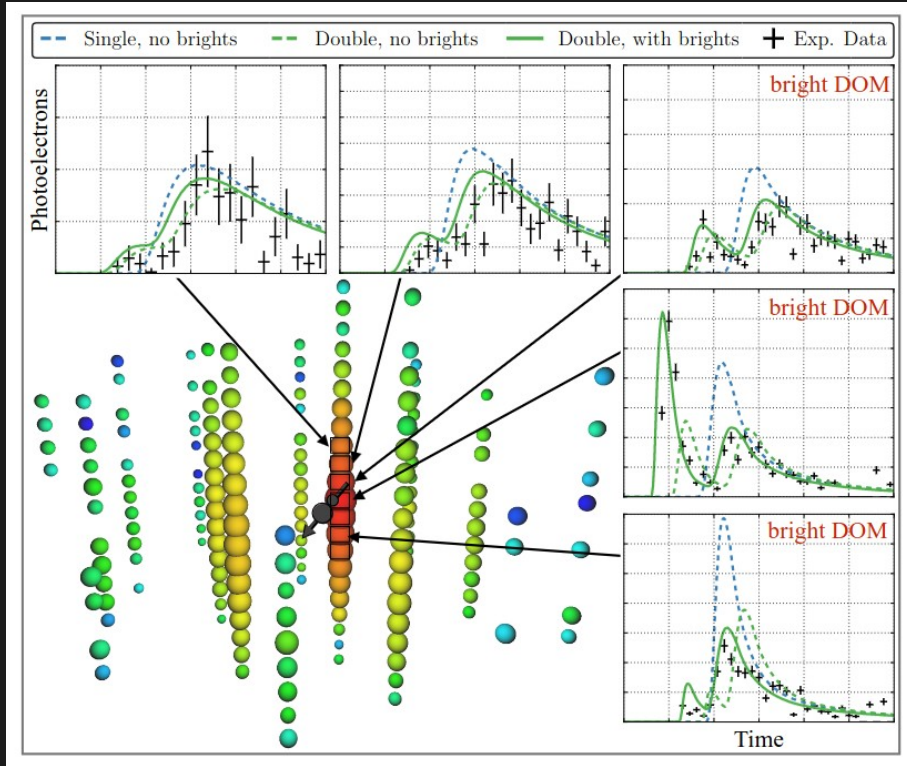 Single, no brights
Double, no brights
Double, with brights
Exp. Data
Photoelectrons
bright DOM
bright DOM
bright DOM
Time